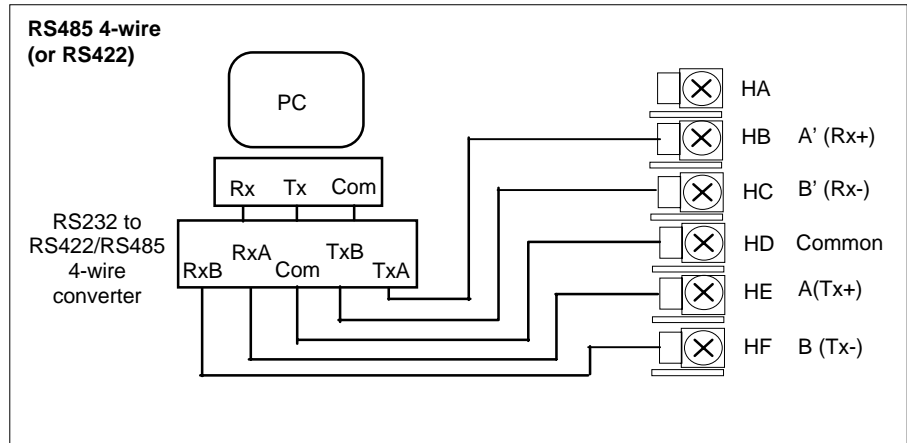 RS485 4-wire
(or RS422)
PC
Rx Tx Com
RS232 to
RS422/RS485
4-wire
converter
RxB RxA Com TxB TxA
HA
HB A’ (Rx+)
HC B’ (Rx-)
HD Common
HE A(Tx+)
HF B (Tx-)